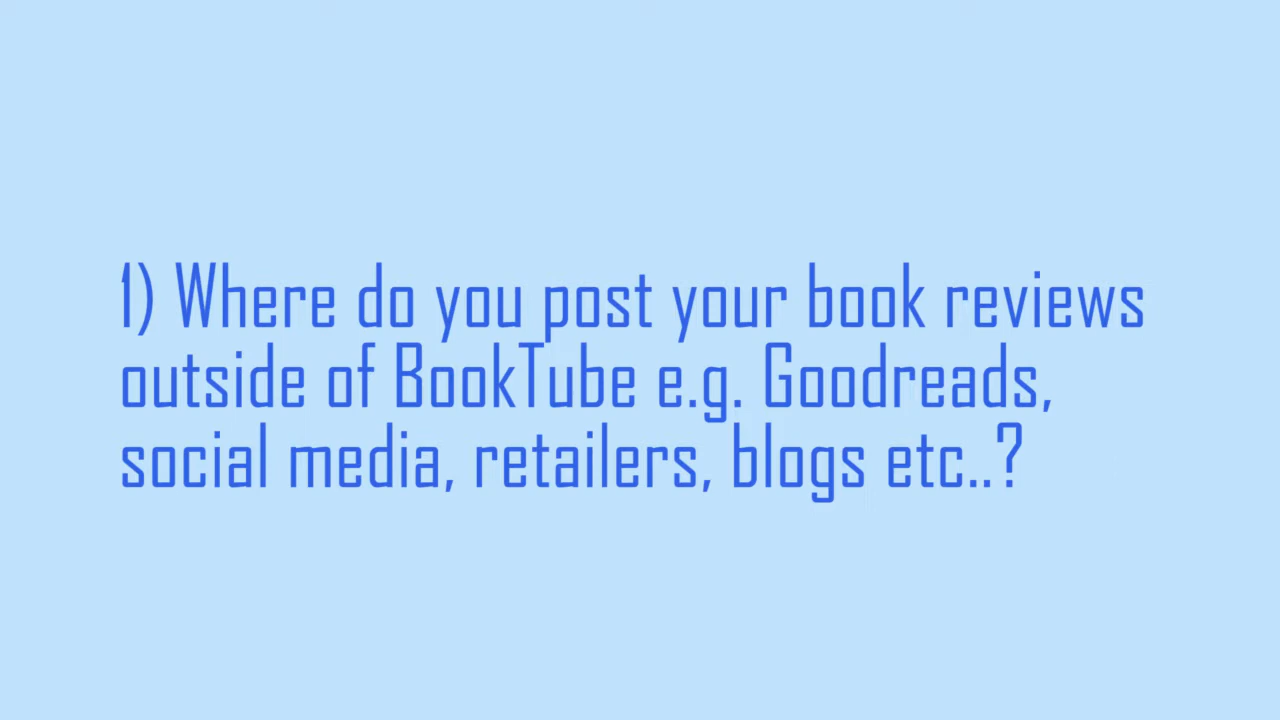 1) Where do you post your book reviews
outside of BookTube e.g. Goodreads,
social media, retailers, blogs etc..?